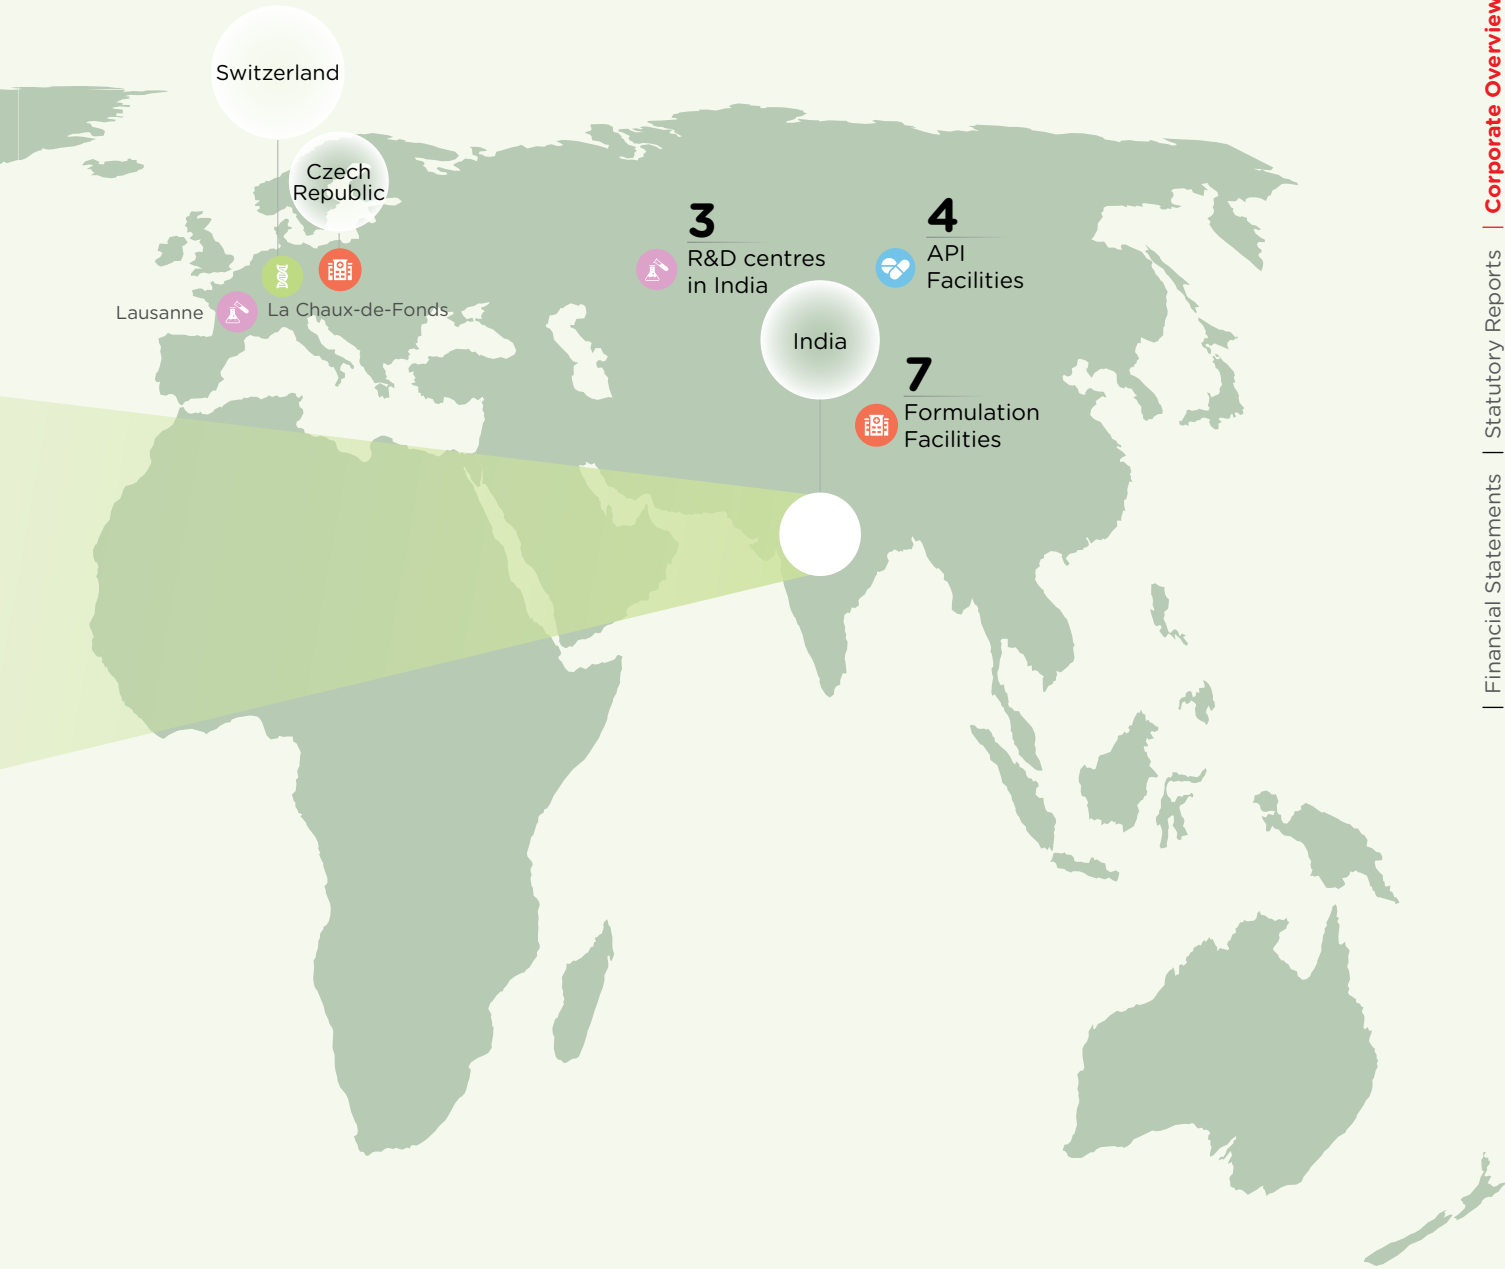 Switzerland
Czech
Republic
Lausanne
La Chaux-de-Fonds
3
R&D centres
in India
4
API
Facilities
India
7
Formulation
Facilities
| Corporate Overview
| Statutory Reports
| Financial Statements